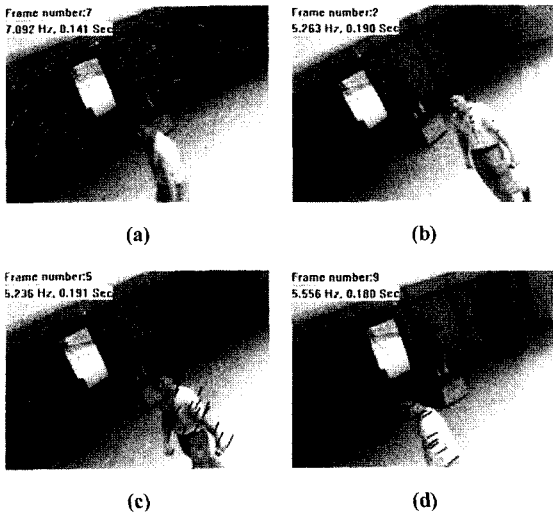 Frame number:7
7.092 Hz, 0.141 Sec
Frame number:2
5.263 Hz, 0.190 Sec
(a)
(b)
Frame number:5
5.236 Hz, 0.191 Sec
Frame number:9
5.556 Hz, 0.180 Sec
(c)
(d)